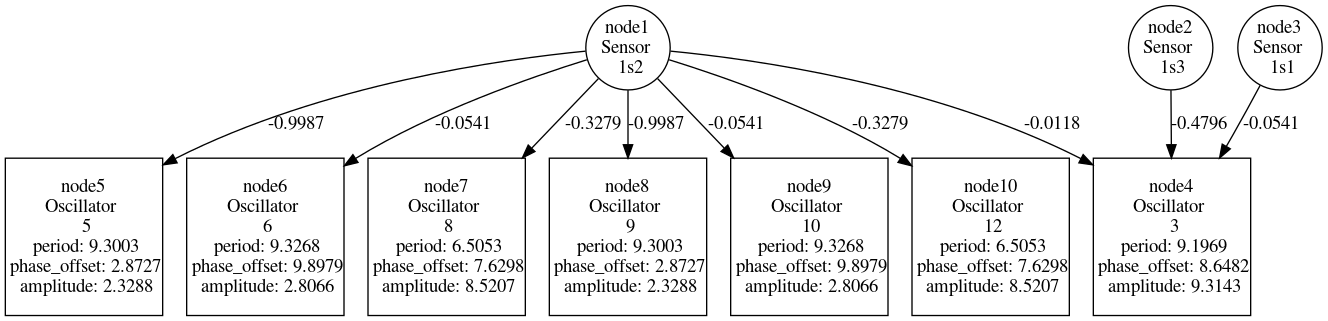 node1
Sensor
1s2
node2
Sensor
1s3
node3
Sensor
1s1
-0.9987
-0.0541
-0.3279
-0.9987
-0.0541
-0.3279
-0.0118
-0.4796
-0.0541
node5
Oscillator
5
period: 9.3003
phase_offset: 2.8727
amplitude: 2.3288
node6
Oscillator
6
period: 9.3268
phase_offset: 9.8979
amplitude: 2.8066
node7
Oscillator
8
period: 6.5053
phase_offset: 7.6298
amplitude: 8.5207
node8
Oscillator
9
period: 9.3003
phase_offset: 2.8727
amplitude: 2.3288
node9
Oscillator
10
period: 9.3268
phase_offset: 9.8979
amplitude: 2.8066
node10
Oscillator
12
period: 6.5053
phase_offset: 7.6298
amplitude: 8.5207
node4
Oscillator
3
period: 9.1969
phase_offset: 8.6482
amplitude: 9.3143